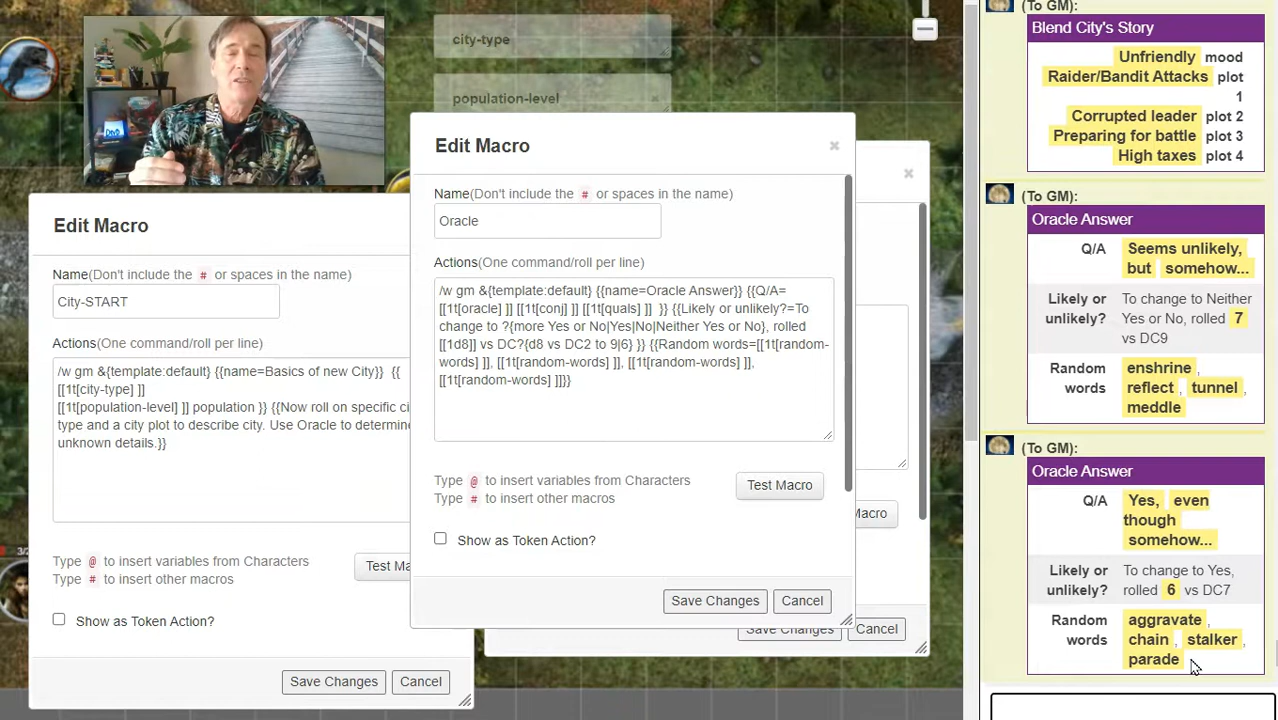 city-type
population-level
Edit Macro
Name(Don't include the # or spaces in the name)
City-START
Actions(One command/roll per line)
/w gm &{template:default} {{name=Basics of new City}} {{
[[1t[city-type] ]]
[[1t[population-level] ]] population }} {{Now roll on specific ci
type and a city plot to describe city. Use Oracle to determine
unknown details.}}
Type @ to insert variables from Characters
Type # to insert other macros
Test Ma
Show as Token Action?
Save Changes
Cancel
Edit Macro
×
Name(Don't include the # or spaces in the name)
Oracle
Actions(One command/roll per line)
/w gm &{template:default} {{name=Oracle Answer}} {{Q/A=
[[1t[oracle] ]] [[1t[conj] ]] [[1t[quals] ]]  }} {{Likely or unlikely?=To
change to ?{more Yes or No|Yes|No|Neither Yes or No}, rolled
[[1d8]] vs DC?{d8 vs DC2 to 9|6} }} {{Random words=[[1t[random-
words] ]], [[1t[random-words] ]], [[1t[random-words] ]],
[[1t[random-words] ]]}}
Type @ to insert variables from Characters
Type # to insert other macros
Test Macro
Show as Token Action?
Save Changes
Cancel
×
Macro
Save Changes
Cancel
(To GM):
Blend City's Story
Unfriendly mood
Raider/Bandit Attacks plot
1
Corrupted leader plot 2
Preparing for battle plot 3
High taxes plot 4
(To GM):
Oracle Answer
Q/A Seems unlikely,
but somehow...
Likely or To change to Neither
unlikely? Yes or No, rolled 7
vs DC9
Random enshrine ,
words reflect , tunnel ,
meddle
(To GM):
Oracle Answer
Q/A Yes, even
though
somehow...
Likely or To change to Yes,
unlikely? rolled 6 vs DC7
Random aggravate ,
words chain , stalker ,
parade